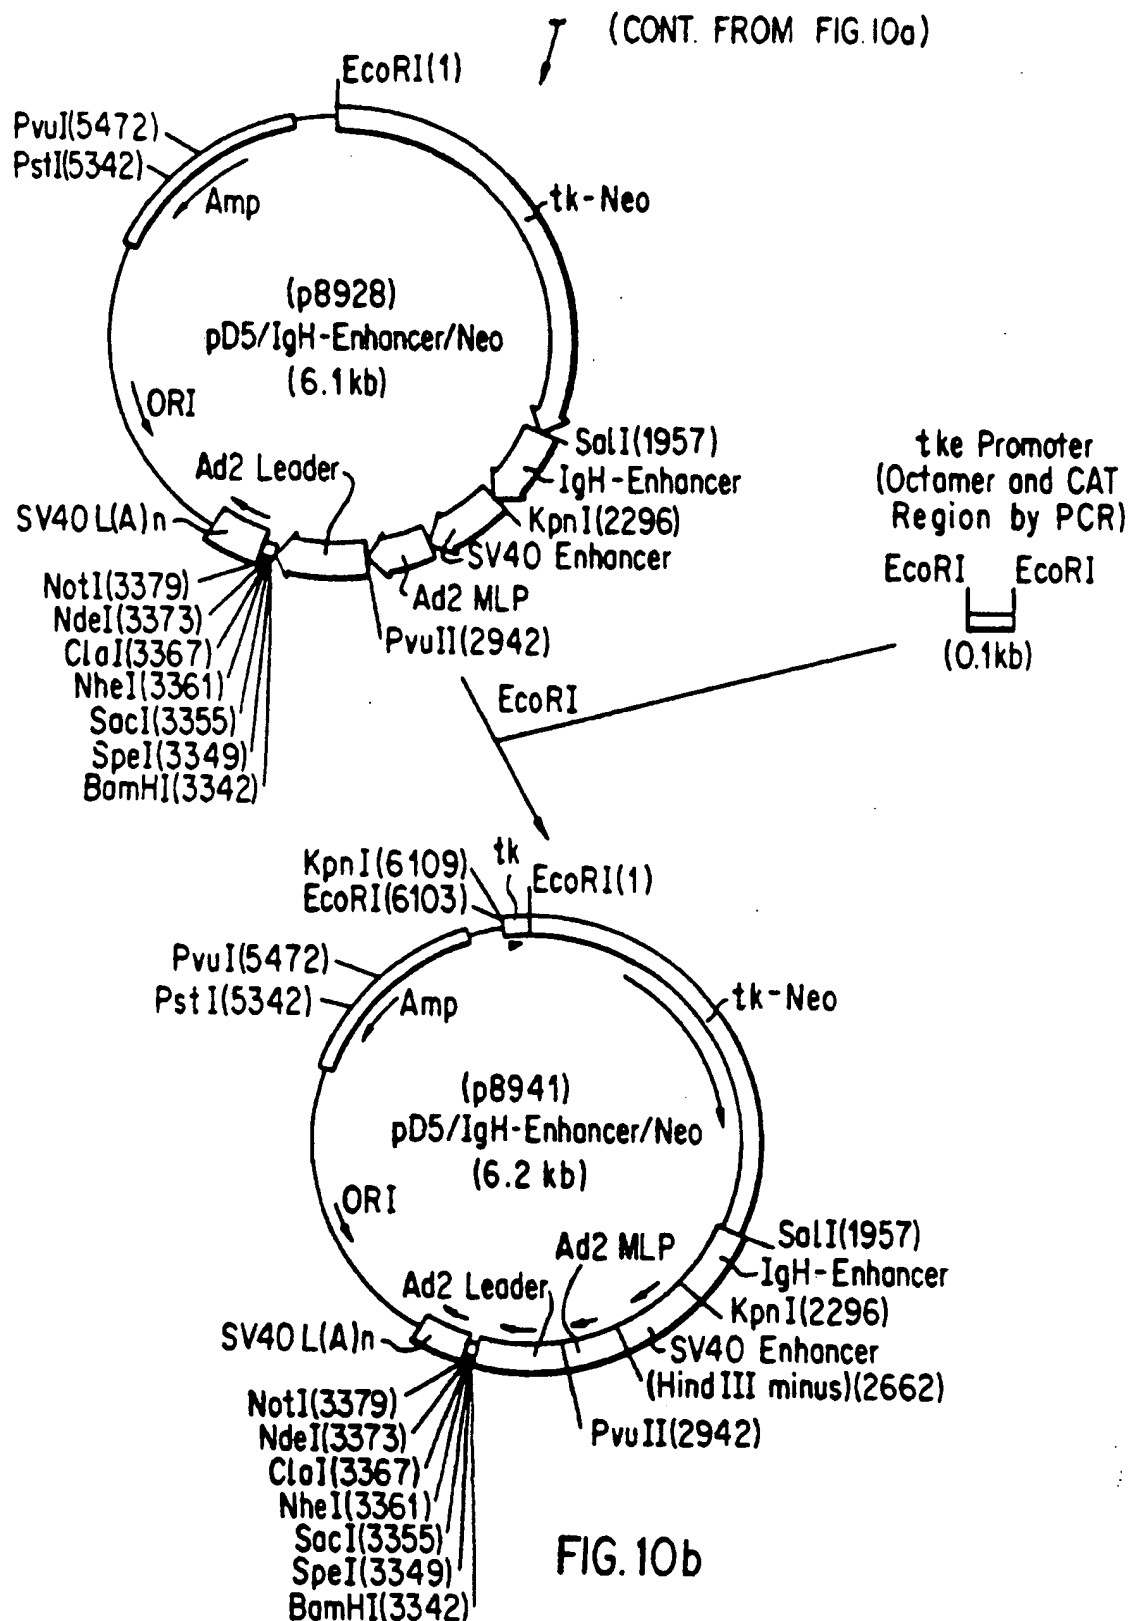 (CONT. FROM FIG.10a)
EcoRI(1)
PvuI(5472)
PstI(5342)
Amp
tk-Neo
(p8928)
pD5/IgH-Enhancer/Neo
(6.1kb)
ORI
SalI(1957)
IgH-Enhancer
KpnI(2296)
SV40 Enhancer
Ad2 MLP
PvuII(2942)
Ad2 Leader
SV40 L(A)n
NotI(3379)
NdeI(3373)
ClaI(3367)
NheI(3361)
SacI(3355)
SpeI(3349)
BamHI(3342)
tke Promoter
(Octamer and CAT
Region by PCR)
EcoRI EcoRI
(0.1kb)
EcoRI
KpnI(6109)
EcoRI(6103)
tk
EcoRI(1)
PvuI(5472)
PstI(5342)
Amp
tk-Neo
(p8941)
pD5/IgH-Enhancer/Neo
(6.2 kb)
ORI
SalI(1957)
IgH-Enhancer
KpnI(2296)
SV40 Enhancer
(Hind III minus)(2662)
PvuII(2942)
Ad2 MLP
Ad2 Leader
SV40 L(A)n
NotI(3379)
NdeI(3373)
ClaI(3367)
NheI(3361)
SacI(3355)
SpeI(3349)
BamHI(3342)
FIG. 10b